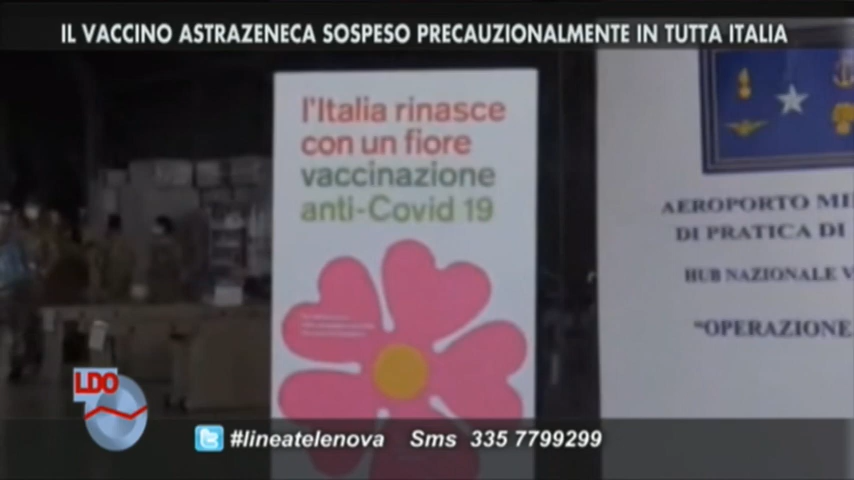 IL VACCINO ASTRAZENECA SOSPESO PRECAUZIONALMENTE IN TUTTA ITALIA
l'Italia rinasce
con un fiore
vaccinazione
anti-Covid 19
AEROPORTO MI
DI PRATICA DI
HUB NAZIONALE V
"OPERAZIONE
LDO
#lineatelenova Sms 335 7799299